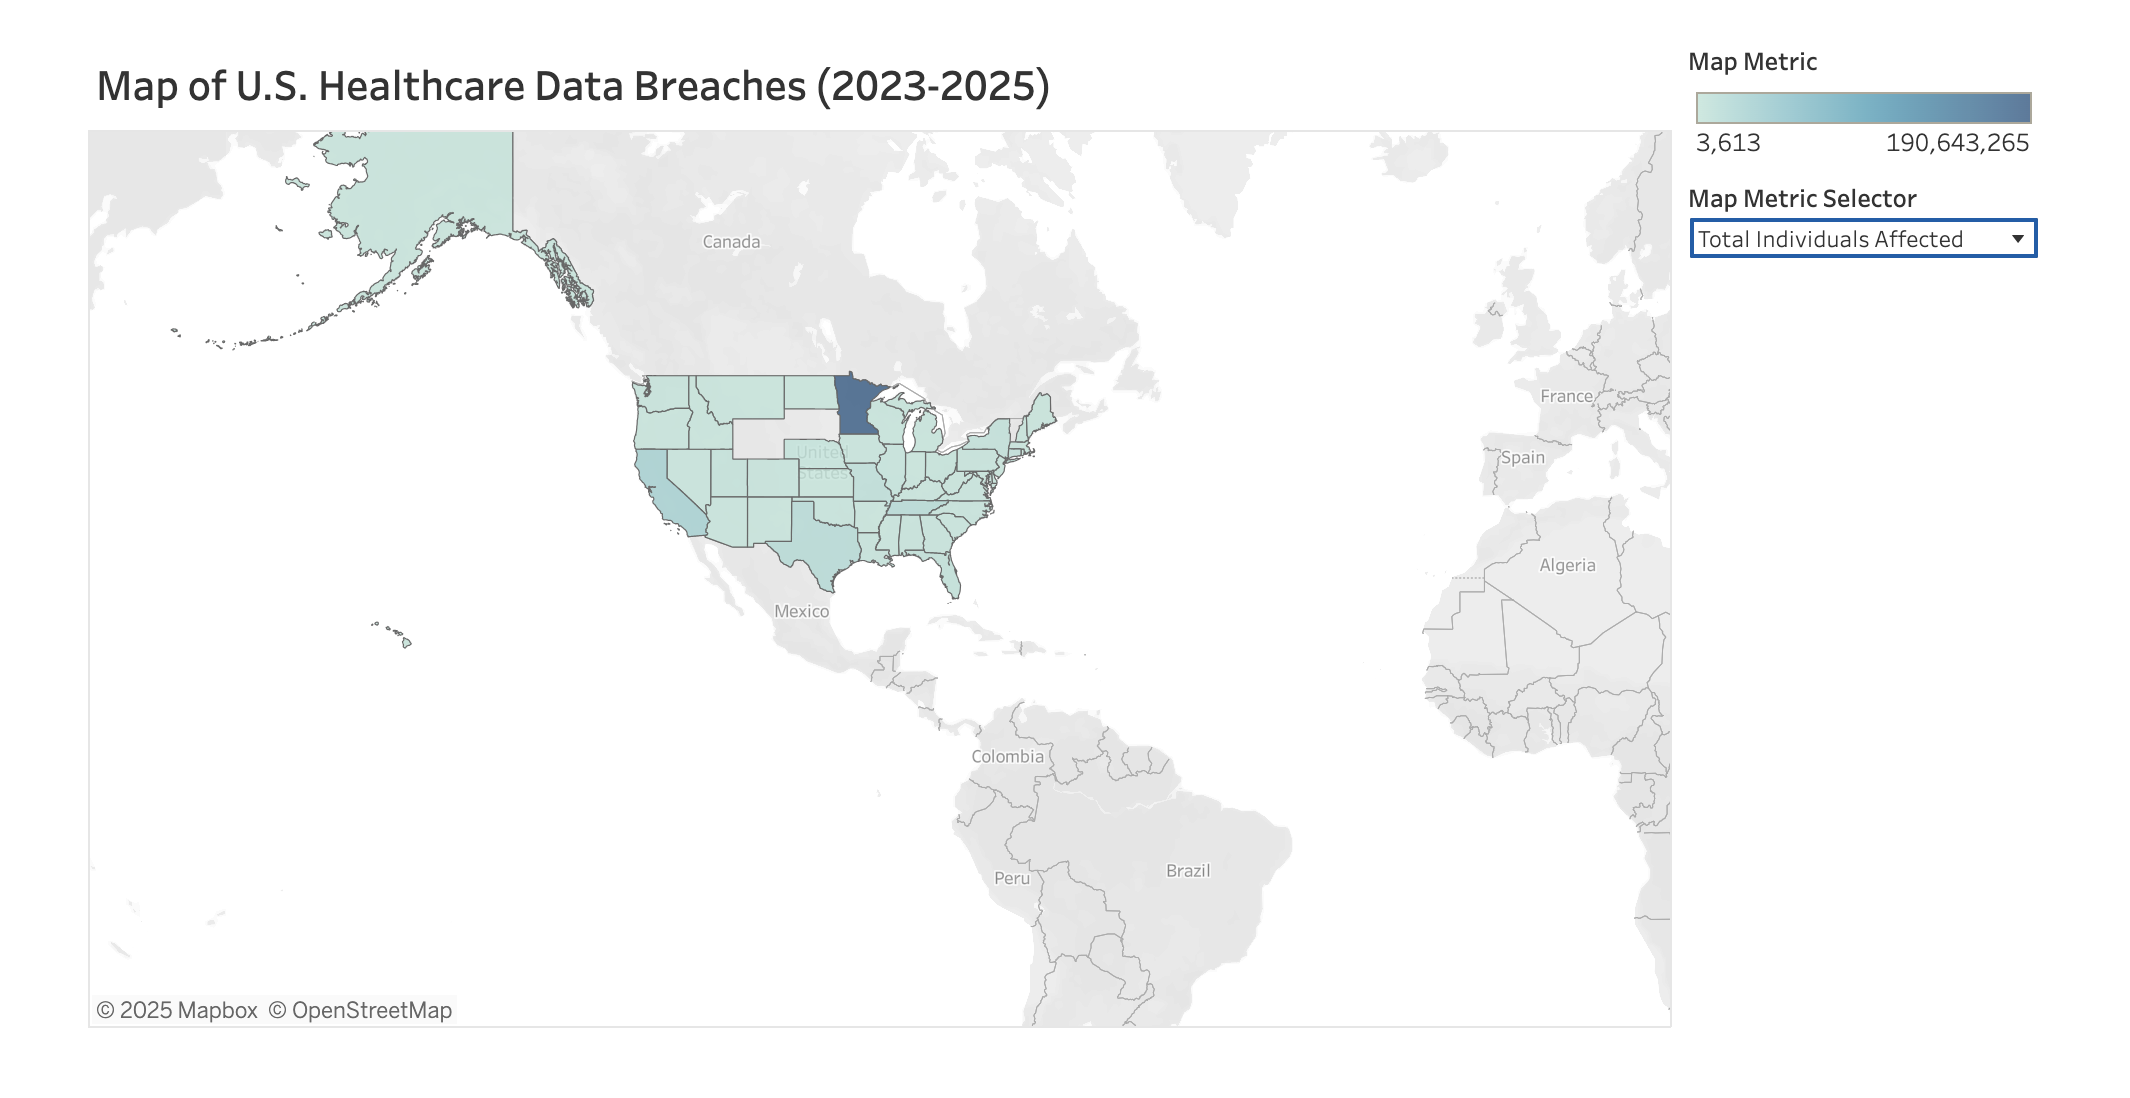 Map of U.S. Healthcare Data Breaches (2023-2025)
Map Metric
3,613 190,643,265
Map Metric Selector
Total Individuals Affected
Canada
United
States
Mexico
France
Spain
Algeria
Colombia
Peru
Brazil
© 2025 Mapbox © OpenStreetMap